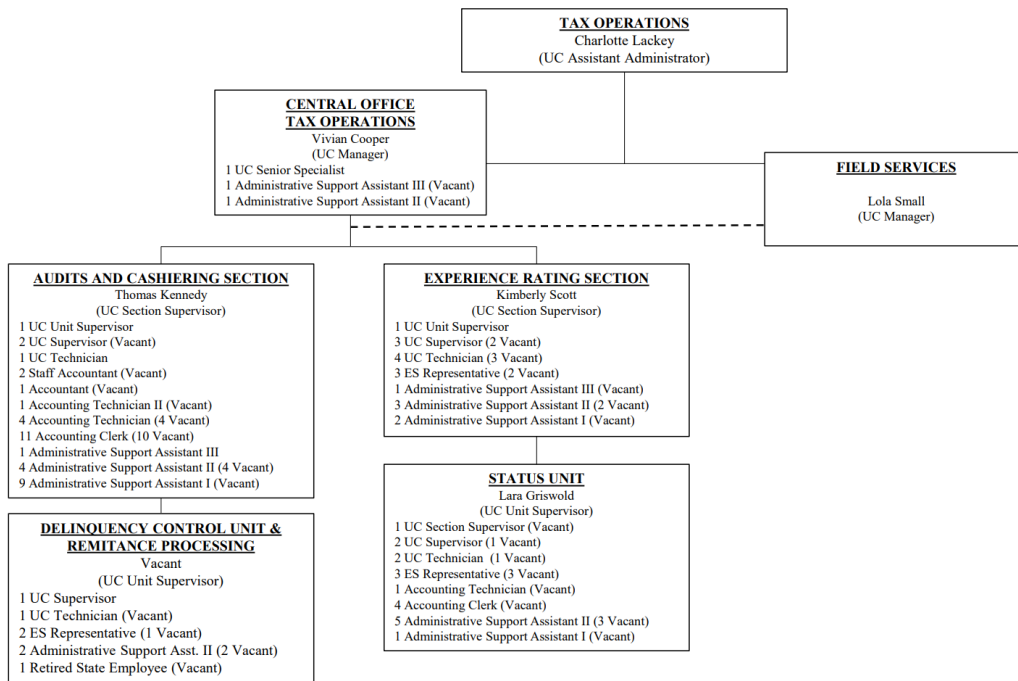 TAX OPERATIONS
Charlotte Lackey
(UC Assistant Administrator)
CENTRAL OFFICE
TAX OPERATIONS
Vivian Cooper
(UC Manager)
1 UC Senior Specialist
1 Administrative Support Assistant III (Vacant)
1 Administrative Support Assistant II (Vacant)
FIELD SERVICES
Lola Small
(UC Manager)
AUDITS AND CASHIERING SECTION
Thomas Kennedy
(UC Section Supervisor)
1 UC Unit Supervisor
2 UC Supervisor (Vacant)
1 UC Technician
2 Staff Accountant (Vacant)
1 Accountant (Vacant)
1 Accounting Technician II (Vacant)
4 Accounting Technician (4 Vacant)
11 Accounting Clerk (10 Vacant)
1 Administrative Support Assistant III
4 Administrative Support Assistant II (4 Vacant)
9 Administrative Support Assistant I (Vacant)
EXPERIENCE RATING SECTION
Kimberly Scott
(UC Section Supervisor)
1 UC Unit Supervisor
3 UC Supervisor (2 Vacant)
4 UC Technician (3 Vacant)
3 ES Representative (2 Vacant)
1 Administrative Support Assistant III (Vacant)
3 Administrative Support Assistant II (2 Vacant)
2 Administrative Support Assistant I (Vacant)
DELINQUENCY CONTROL UNIT &
REMITANCE PROCESSING
Vacant
(UC Unit Supervisor)
1 UC Supervisor
1 UC Technician (Vacant)
2 ES Representative (1 Vacant)
2 Administrative Support Asst. II (2 Vacant)
1 Retired State Employee (Vacant)
STATUS UNIT
Lara Griswold
(UC Unit Supervisor)
1 UC Section Supervisor (Vacant)
2 UC Supervisor (1 Vacant)
2 UC Technician (1 Vacant)
3 ES Representative (3 Vacant)
1 Accounting Technician (Vacant)
4 Accounting Clerk (Vacant)
5 Administrative Support Assistant II (3 Vacant)
1 Administrative Support Assistant I (Vacant)